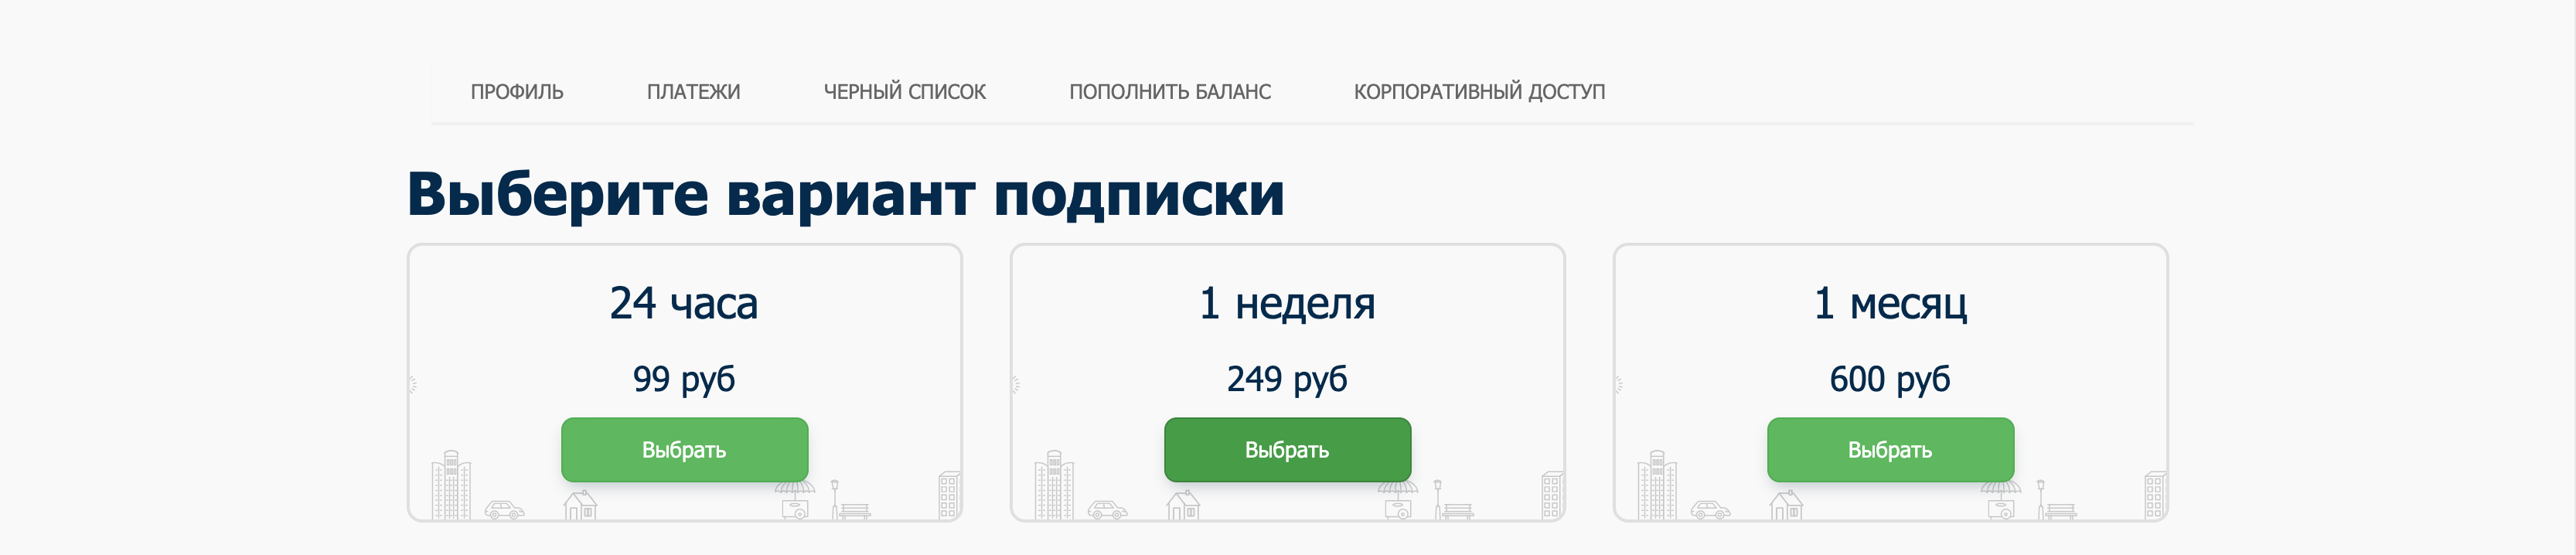 ПРОФИЛЬ ПЛАТЕЖИ ЧЕРНЫЙ СПИСОК ПОПОЛНИТЬ БАЛАНС КОРПОРАТИВНЫЙ ДОСТУП
Выберите вариант подписки
24 часа
99 руб
Выбрать
1 неделя
249 руб
Выбрать
1 месяц
600 руб
Выбрать